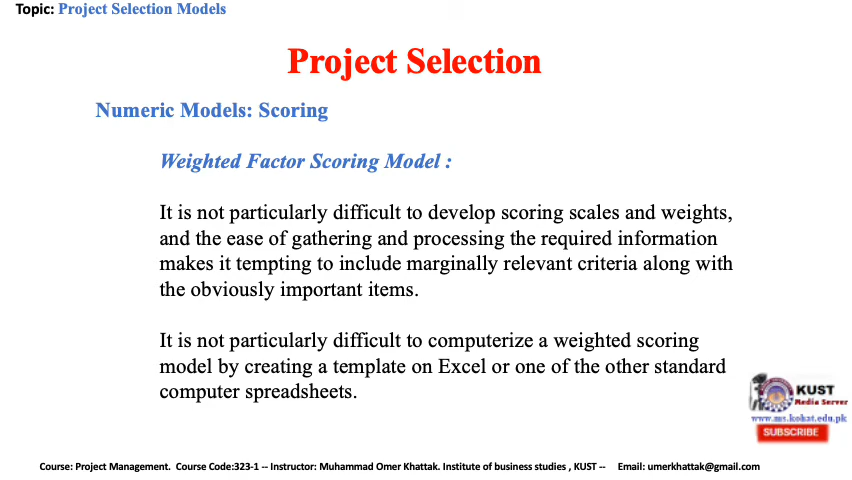 Topic: Project Selection Models
Project Selection
Numeric Models: Scoring
Weighted Factor Scoring Model :
It is not particularly difficult to develop scoring scales and weights,
and the ease of gathering and processing the required information
makes it tempting to include marginally relevant criteria along with
the obviously important items.
It is not particularly difficult to computerize a weighted scoring
model by creating a template on Excel or one of the other standard
computer spreadsheets.
KUST
Media Server
www.ms.kohat.edu.pk
SUBSCRIBE
Course: Project Management. Course Code:323-1 -- Instructor: Muhammad Omer Khattak. Institute of business studies , KUST -- Email: umerkhattak@gmail.com